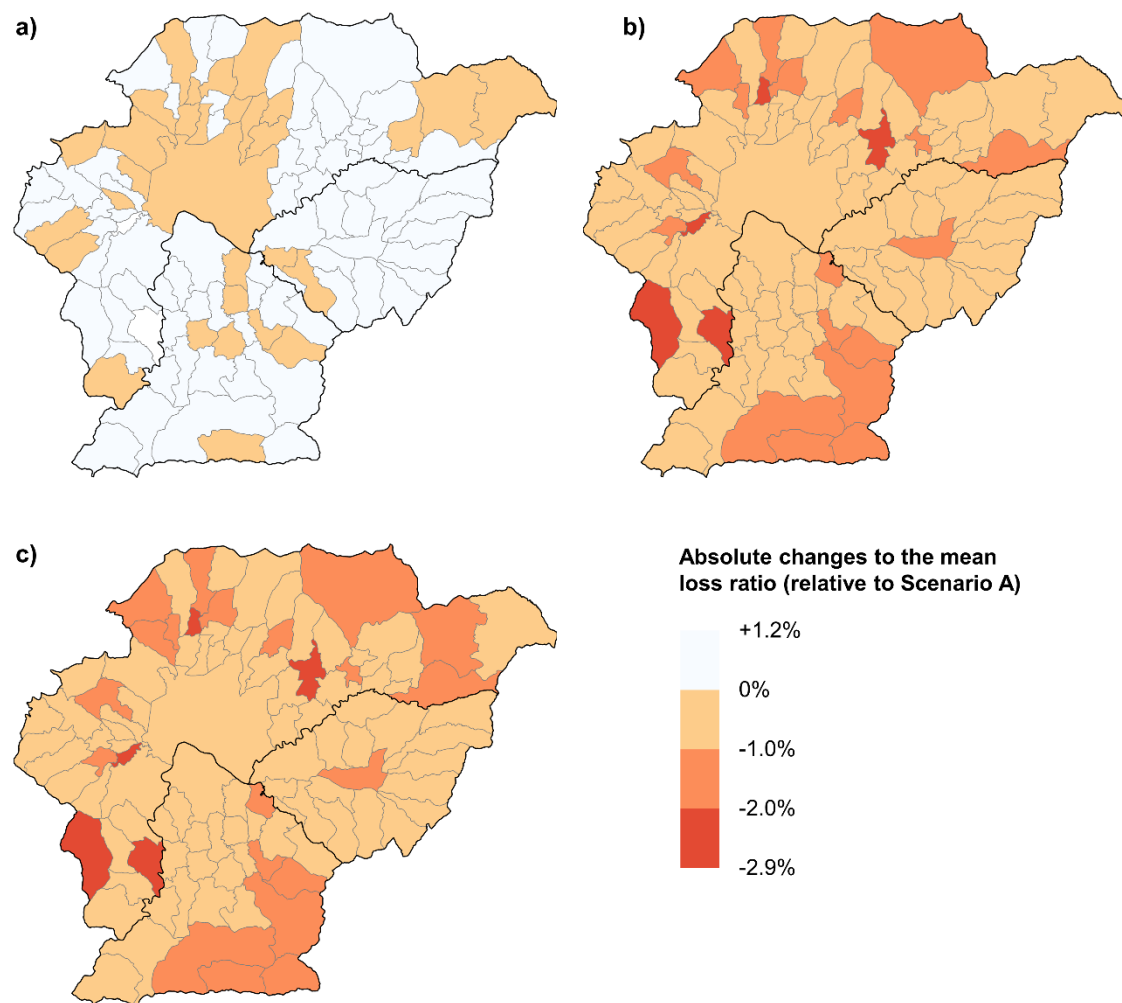 a)
b)
c)
Absolute changes to the mean
loss ratio (relative to Scenario A)
+1.2%
0%
-1.0%
-2.0%
-2.9%